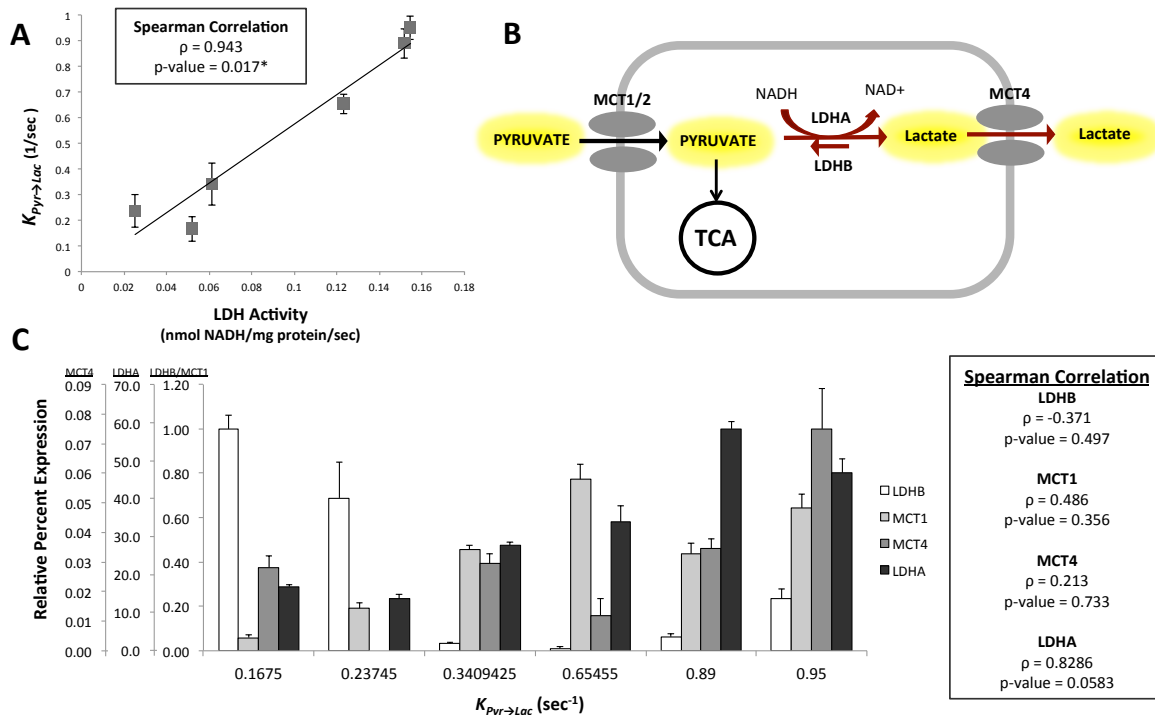 A
Spearman Correlation
ρ = 0.943
p-value = 0.017*
K Pyr→Lac (1/sec)
1
0.9
0.8
0.7
0.6
0.5
0.4
0.3
0.2
0.1
0
0 0.02 0.04 0.06 0.08 0.1 0.12 0.14 0.16 0.18
LDH Activity
(nmol NADH/mg protein/sec)
B
MCT1/2
NADH
NAD+
MCT4
PYRUVATE
PYRUVATE
LDHA
LDHB
Lactate
Lactate
TCA
C
MCT4 LDHA LDHB/MCT1
Relative Percent Expression
0.09
0.08
0.07
0.06
0.05
0.04
0.03
0.02
0.01
0.00
70.0
60.0
50.0
40.0
30.0
20.0
10.0
0.0
1.20
1.00
0.80
0.60
0.40
0.20
0.00
0.1675 0.23745 0.3409425 0.65455 0.89 0.95
K Pyr→Lac (sec-1)
LDHB
MCT1
MCT4
LDHA
Spearman Correlation
LDHB
ρ = -0.371
p-value = 0.497
MCT1
ρ = 0.486
p-value = 0.356
MCT4
ρ = 0.213
p-value = 0.733
LDHA
ρ = 0.8286
p-value = 0.0583